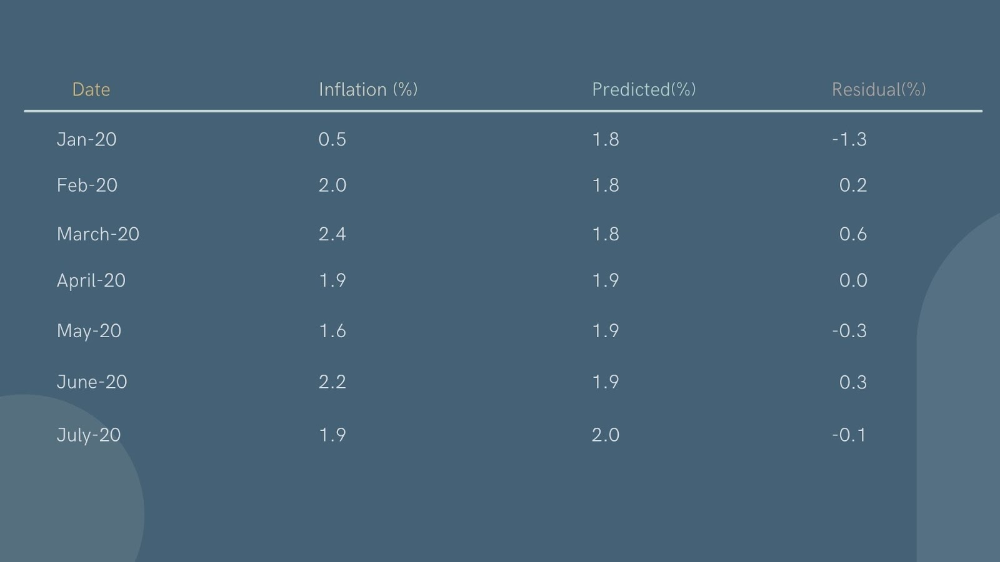 Date Inflation (%) Predicted(%) Residual(%)
Jan-20 0.5 1.8 -1.3
Feb-20 2.0 1.8 0.2
March-20 2.4 1.8 0.6
April-20 1.9 1.9 0.0
May-20 1.6 1.9 -0.3
June-20 2.2 1.9 0.3
July-20 1.9 2.0 -0.1